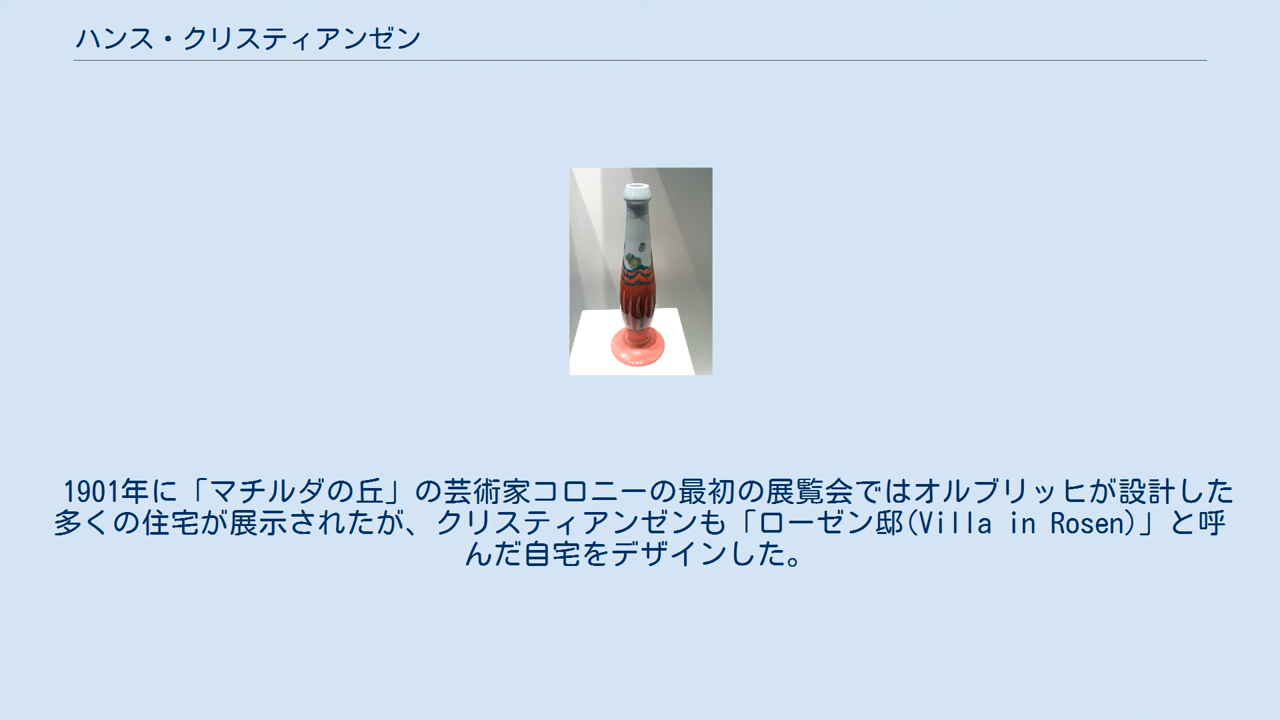 ハンス・クリスティアンゼン
1901年に「マチルダの丘」の芸術家コロニーの最初の展覧会ではオルブリッヒが設計した
多くの住宅が展示されたが、クリスティアンゼンも「ローゼン邸(Villa in Rosen)」と呼
んだ自宅をデザインした。